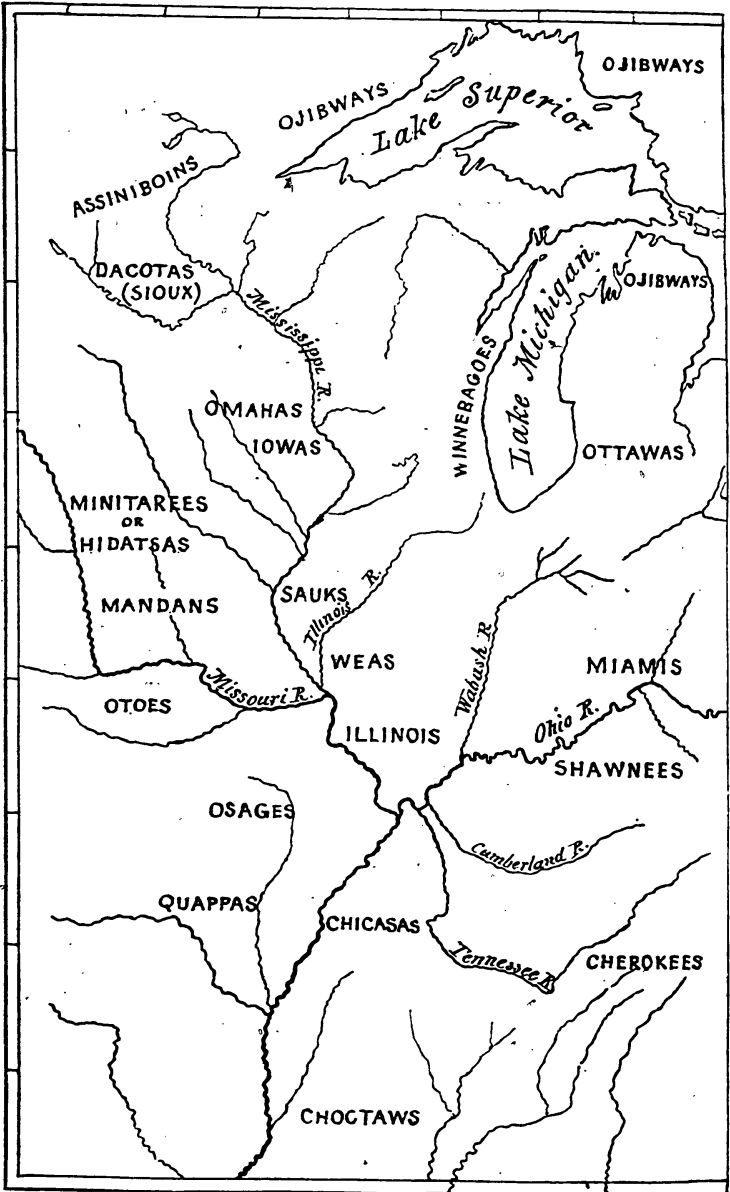 OJIBWAYS
OJIBWAYS
Lake Superior
ASSINIBOINS
DACOTAS
(SIOUX)
OJIBWAYS
Mississippi R.
Lake Michigan.
WINNEBAGOES
OMAHAS
IOWAS
OTTAWAS
MINITAREES
OR
HIDATSAS
MANDANS
SAUKS
Illinois R.
WEAS
Wabush R
MIAMIS
OTOES
Missouri R.
Ohio R.
ILLINOIS
SHAWNEES
OSAGES
Cumberland R.
QUAPPAS
CHICASAS
Tennessee R
CHEROKEES
CHOCTAWS